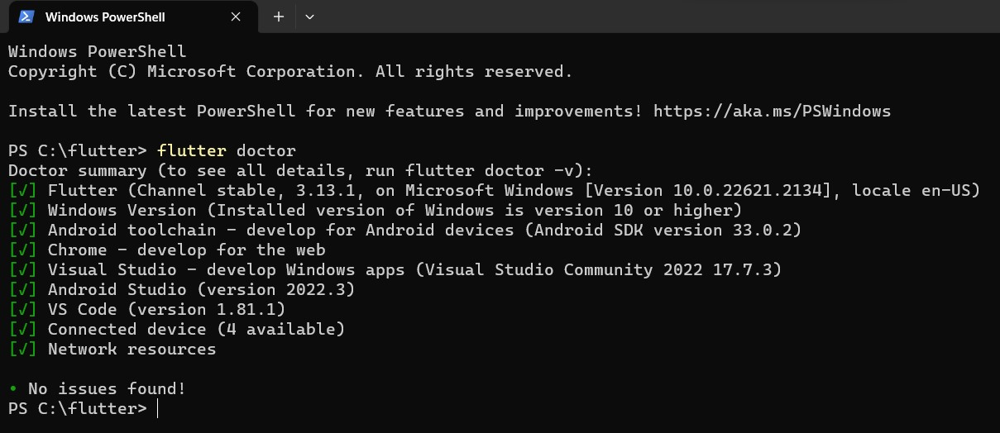 Windows PowerShell
Windows PowerShell
Copyright (C) Microsoft Corporation. All rights reserved.
Install the latest PowerShell for new features and improvements! https://aka.ms/PSWindows
PS C:\flutter> flutter doctor
Doctor summary (to see all details, run flutter doctor -v):
[√] Flutter (Channel stable, 3.13.1, on Microsoft Windows [Version 10.0.22621.2134], locale en-US)
[√] Windows Version (Installed version of Windows is version 10 or higher)
[√] Android toolchain - develop for Android devices (Android SDK version 33.0.2)
[√] Chrome - develop for the web
[√] Visual Studio - develop Windows apps (Visual Studio Community 2022 17.7.3)
[√] Android Studio (version 2022.3)
[√] VS Code (version 1.81.1)
[√] Connected device (4 available)
[√] Network resources
• No issues found!
PS C:\flutter>